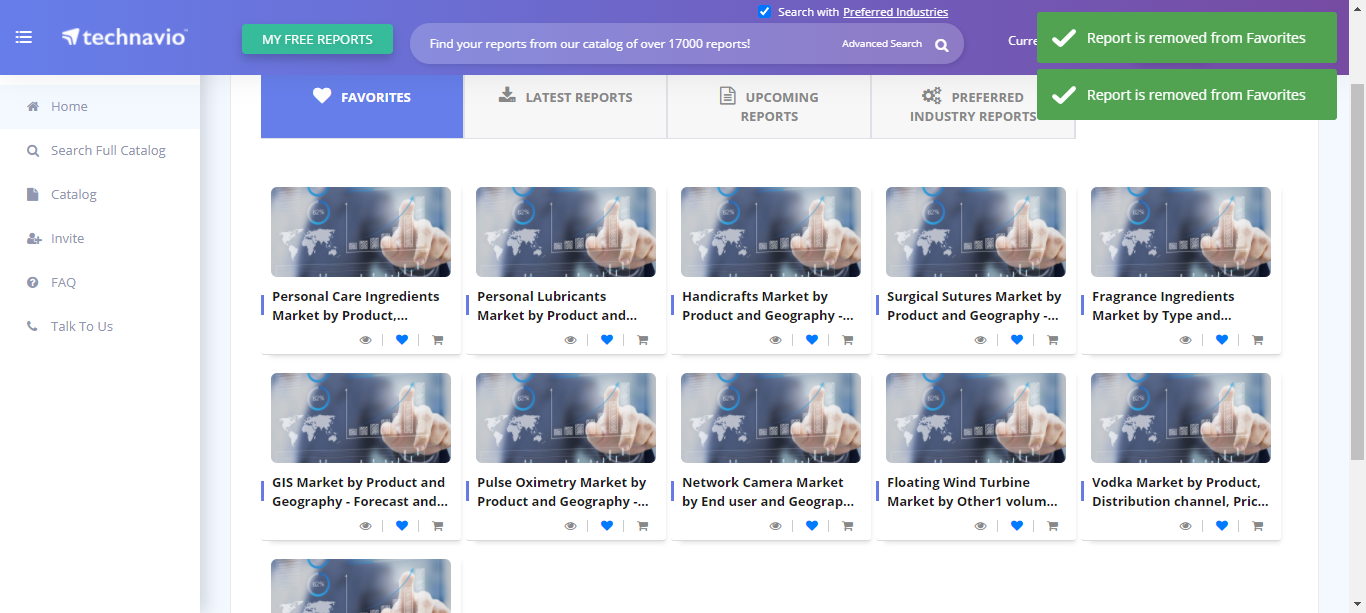 Search with Preferred Industries
technavio
MY FREE REPORTS
Find your reports from our catalog of over 17000 reports!
Advanced Search
Curre
Report is removed from Favorites
Report is removed from Favorites
Home
Search Full Catalog
Catalog
Invite
FAQ
Talk To Us
FAVORITES
LATEST REPORTS
UPCOMING
REPORTS
PREFERRED
INDUSTRY REPORTS
Personal Care Ingredients
Market by Product,...
Personal Lubricants
Market by Product and...
Handicrafts Market by
Product and Geography -...
Surgical Sutures Market by
Product and Geography -...
Fragrance Ingredients
Market by Type and...
GIS Market by Product and
Geography - Forecast and...
Pulse Oximetry Market by
Product and Geography -...
Network Camera Market
by End user and Geograp...
Floating Wind Turbine
Market by Other1 volum...
Vodka Market by Product,
Distribution channel, Pric...